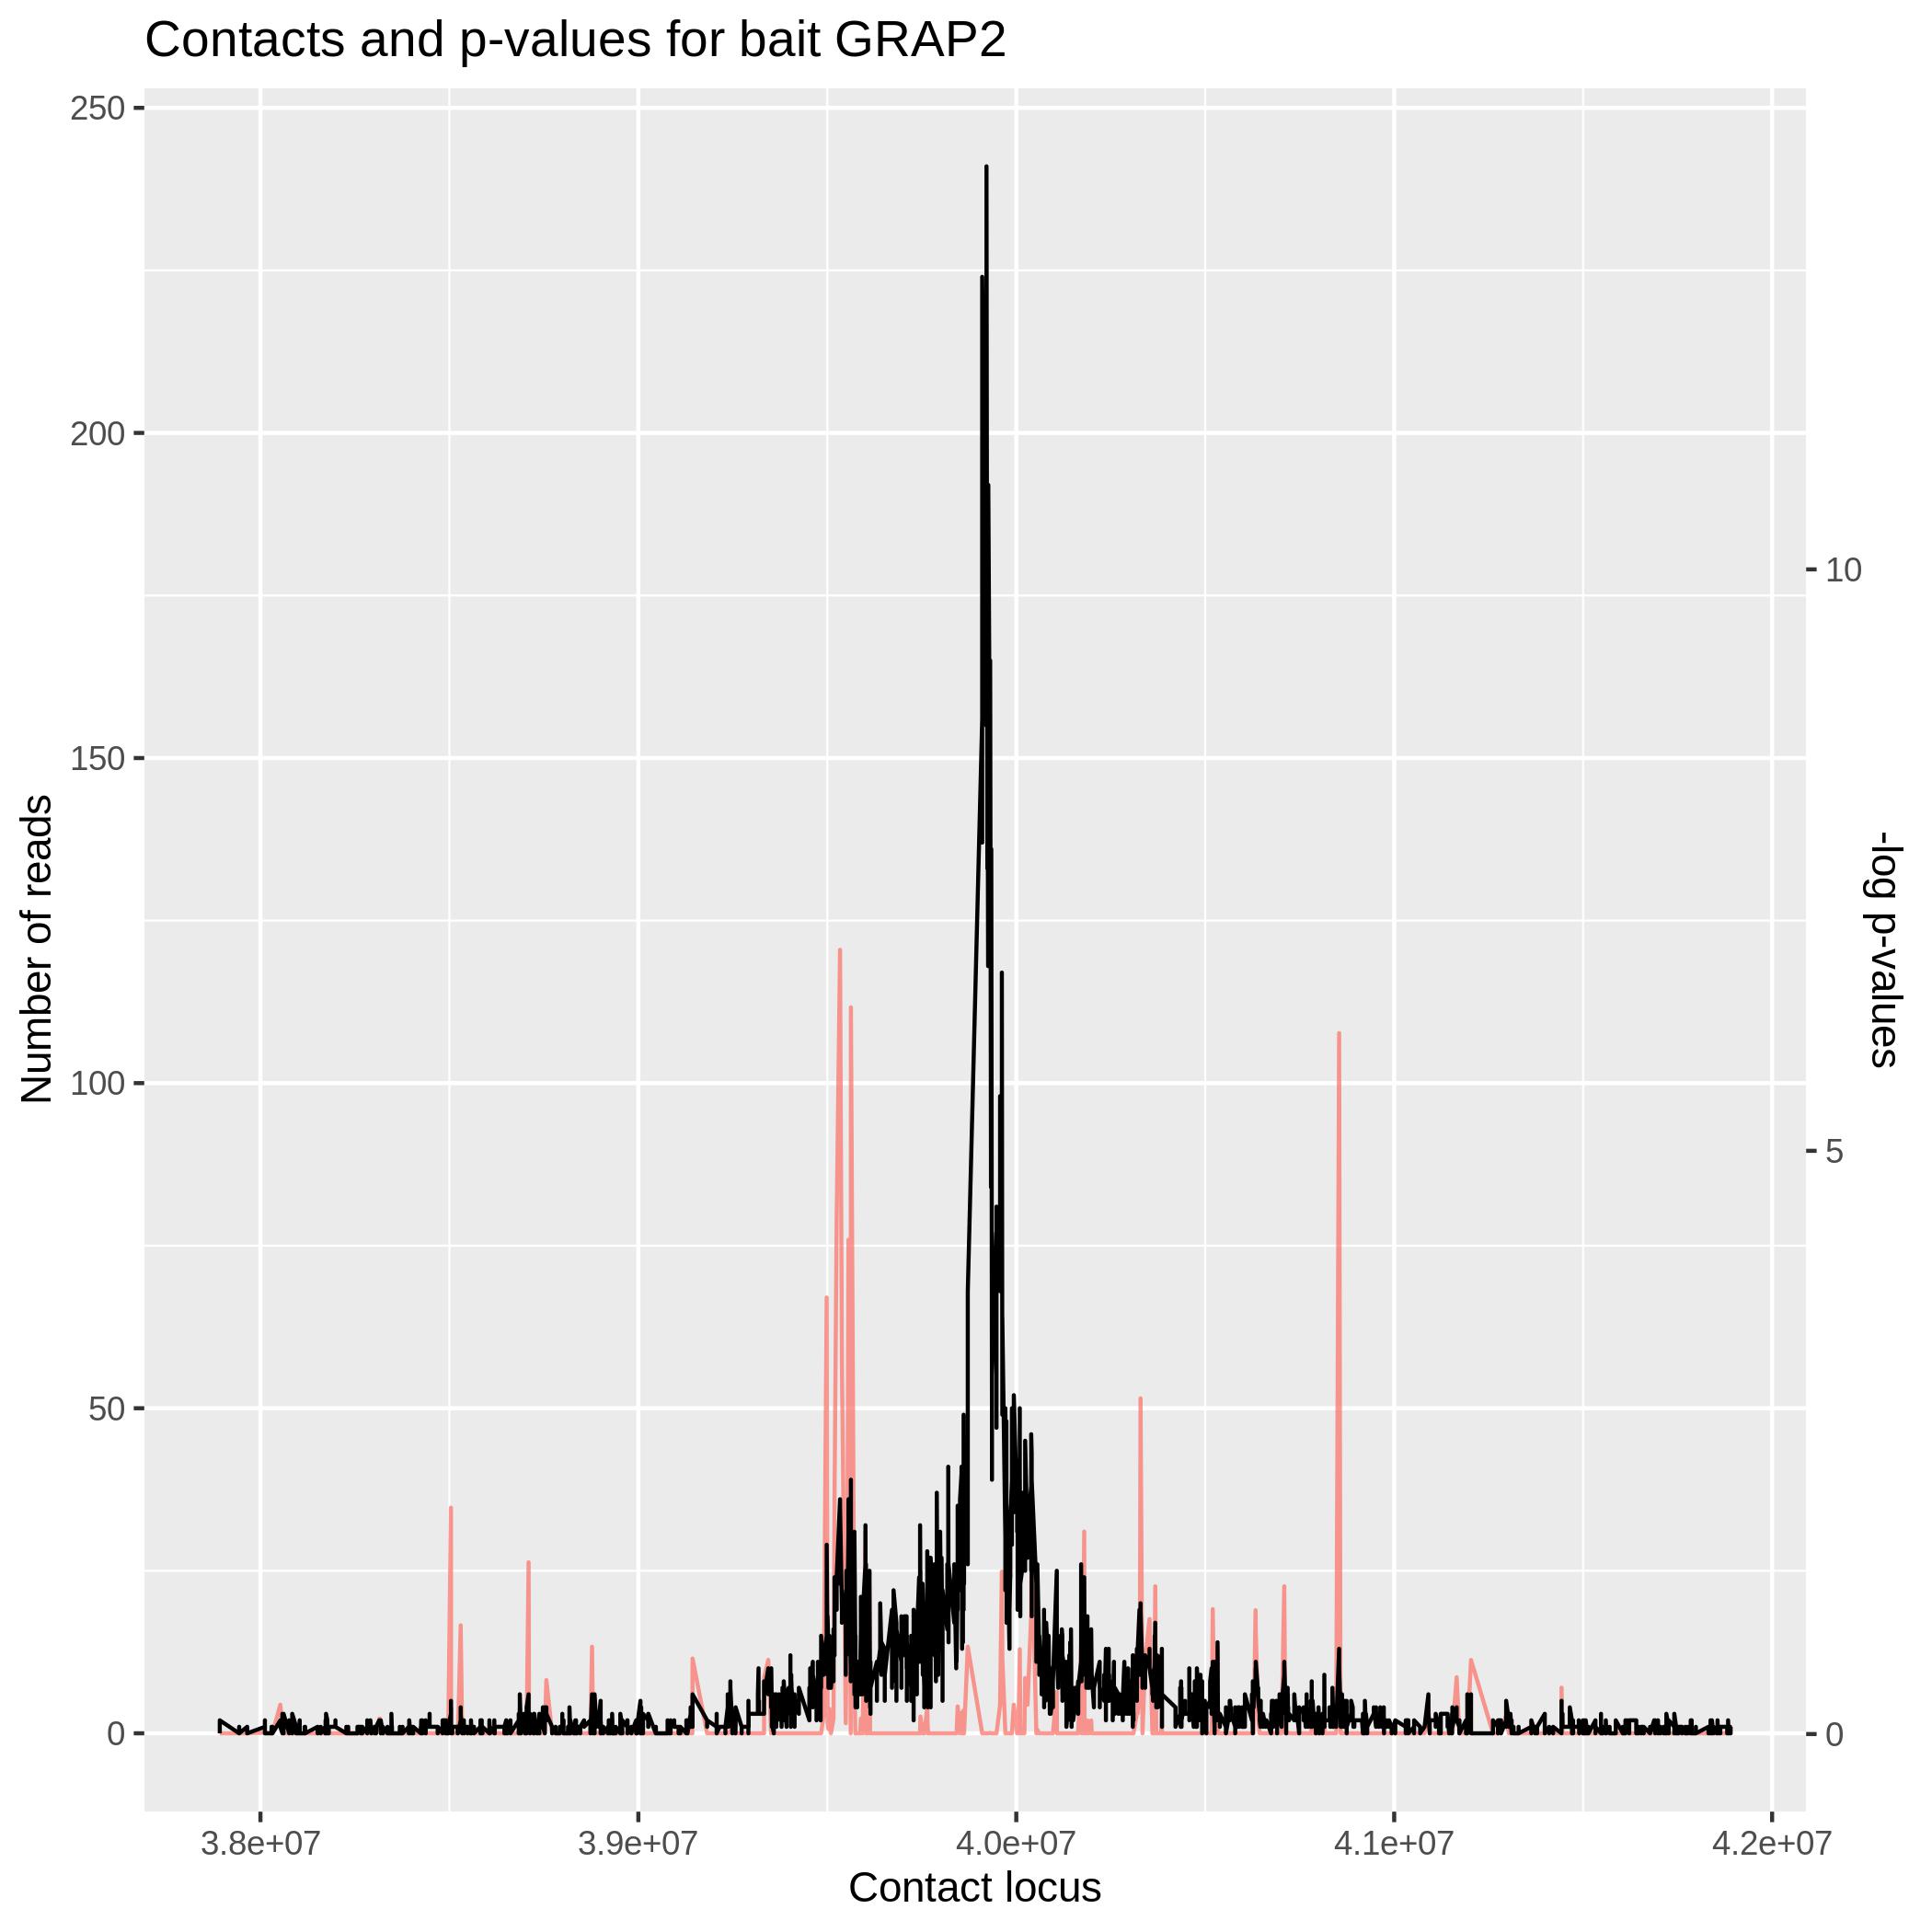 Contacts and p-values for bait GRAP2
Number of reads
250
200
150
100
50
0
10
5
0
-log p-values
3.8e+07
3.9e+07
4.0e+07
4.1e+07
4.2e+07
Contact locus